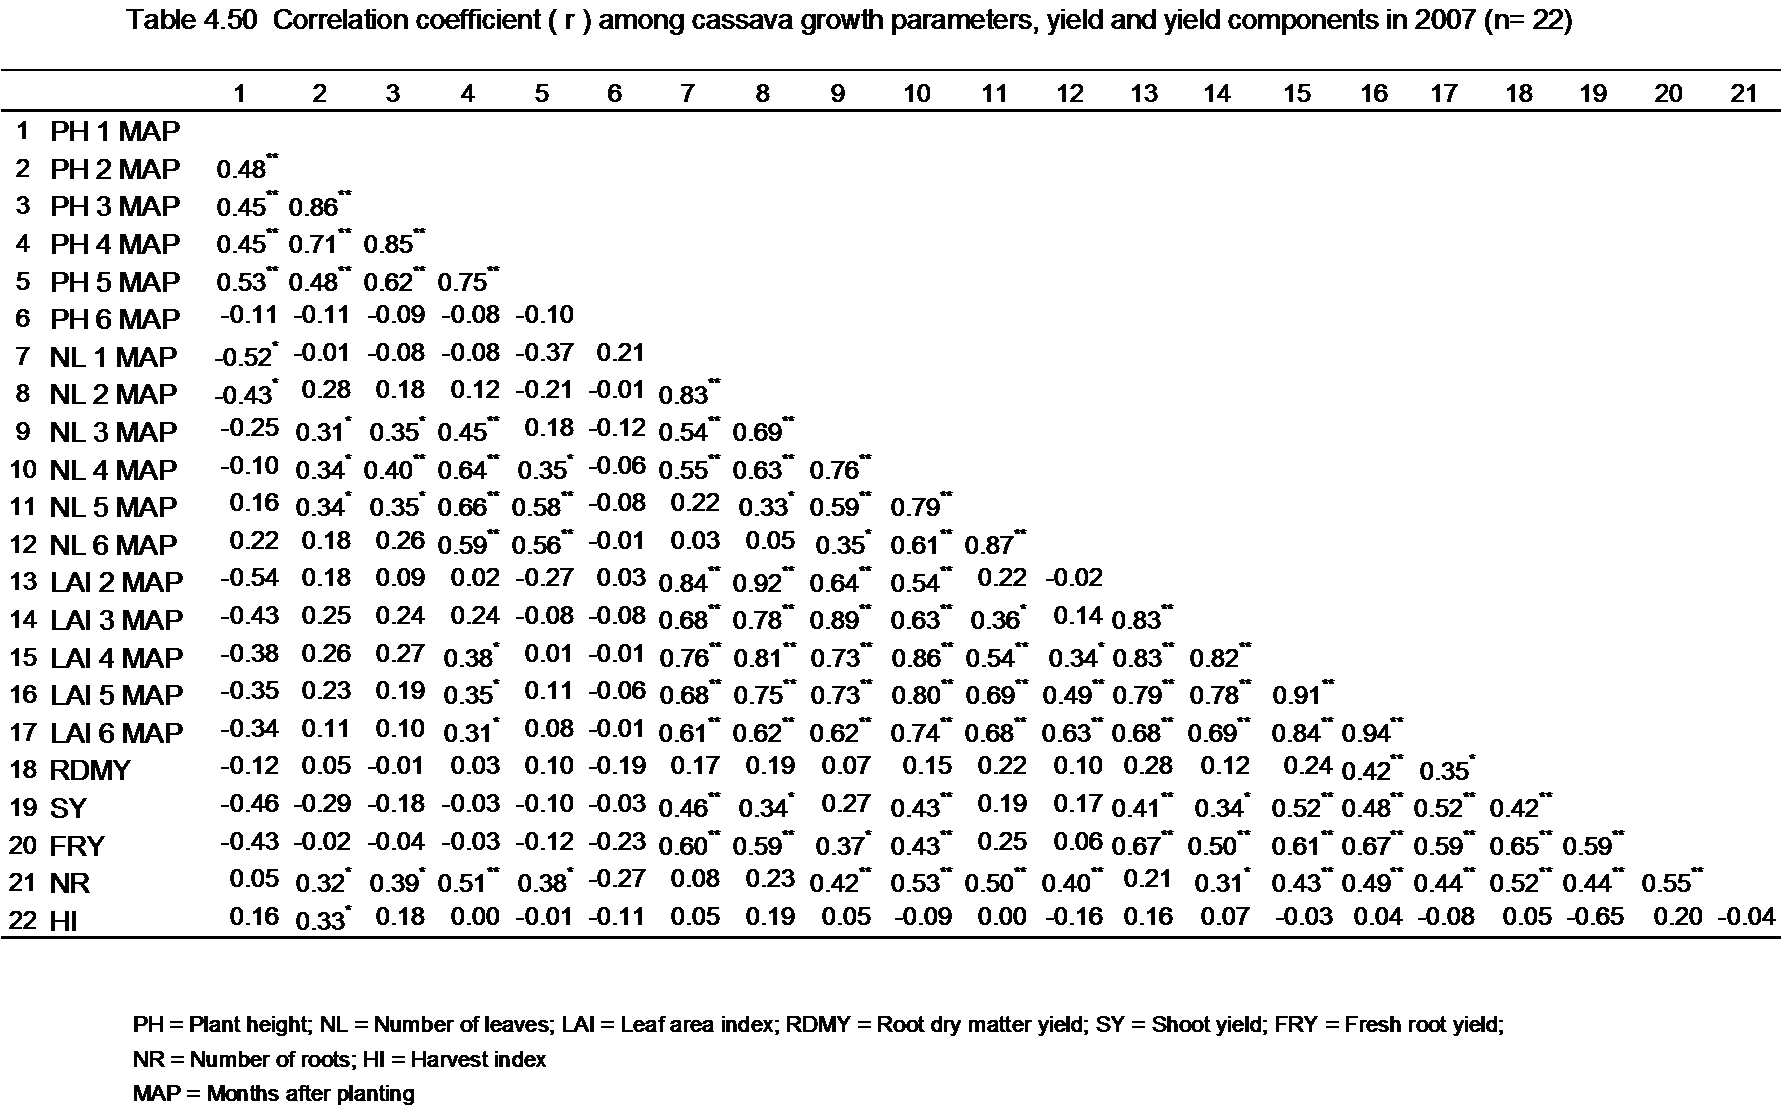 Table 4.50 Correlation coefficient ( r ) among cassava growth parameters, yield and yield components in 2007 (n= 22)
1 2 3 4 5 6 7 8 9 10 11 12 13 14 15 16 17 18 19 20 21
1 PH 1 MAP
2 PH 2 MAP 0.48**
3 PH 3 MAP 0.45** 0.86**
4 PH 4 MAP 0.45** 0.71** 0.85**
5 PH 5 MAP 0.53** 0.48** 0.62** 0.75**
6 PH 6 MAP -0.11 -0.11 -0.09 -0.08 -0.10
7 NL 1 MAP -0.52* -0.01 -0.08 -0.08 -0.37 0.21
8 NL 2 MAP -0.43* 0.28 0.18 0.12 -0.21 -0.01 0.83**
9 NL 3 MAP -0.25 0.31* 0.35* 0.45** 0.18 -0.12 0.54** 0.69**
10 NL 4 MAP -0.10 0.34* 0.40** 0.64** 0.35* -0.06 0.55** 0.63** 0.76**
11 NL 5 MAP 0.16 0.34* 0.35* 0.66** 0.58** -0.08 0.22 0.33* 0.59** 0.79**
12 NL 6 MAP 0.22 0.18 0.26 0.59** 0.56** -0.01 0.03 0.05 0.35* 0.61** 0.87**
13 LAI 2 MAP -0.54 0.18 0.09 0.02 -0.27 0.03 0.84** 0.92** 0.64** 0.54** 0.22 -0.02
14 LAI 3 MAP -0.43 0.25 0.24 0.24 -0.08 -0.08 0.68** 0.78** 0.89** 0.63** 0.36* 0.14 0.83**
15 LAI 4 MAP -0.38 0.26 0.27 0.38* 0.01 -0.01 0.76** 0.81** 0.73** 0.86** 0.54** 0.34* 0.83** 0.82**
16 LAI 5 MAP -0.35 0.23 0.19 0.35* 0.11 -0.06 0.68** 0.75** 0.73** 0.80** 0.69** 0.49** 0.79** 0.78** 0.91**
17 LAI 6 MAP -0.34 0.11 0.10 0.31* 0.08 -0.01 0.61** 0.62** 0.62** 0.74** 0.68** 0.63** 0.68** 0.69** 0.84** 0.94**
18 RDMY -0.12 0.05 -0.01 0.03 0.10 -0.19 0.17 0.19 0.07 0.15 0.22 0.10 0.28 0.12 0.24 0.42** 0.35*
19 SY -0.46 -0.29 -0.18 -0.03 -0.10 -0.03 0.46** 0.34* 0.27 0.43** 0.19 0.17 0.41** 0.34* 0.52** 0.48** 0.52** 0.42**
20 FRY -0.43 -0.02 -0.04 -0.03 -0.12 -0.23 0.60** 0.59** 0.37* 0.43** 0.25 0.06 0.67** 0.50** 0.61** 0.67** 0.59** 0.65** 0.59**
21 NR 0.05 0.32* 0.39* 0.51** 0.38* -0.27 0.08 0.23 0.42** 0.53** 0.50** 0.40** 0.21 0.31* 0.43** 0.49** 0.44** 0.52** 0.44** 0.55**
22 HI 0.16 0.33* 0.18 0.00 -0.01 -0.11 0.05 0.19 0.05 -0.09 0.00 -0.16 0.16 0.07 -0.03 0.04 -0.08 0.05 -0.65 0.20 -0.04
PH = Plant height; NL = Number of leaves; LAI = Leaf area index; RDMY = Root dry matter yield; SY = Shoot yield; FRY = Fresh root yield;
NR = Number of roots; HI = Harvest index
MAP = Months after planting